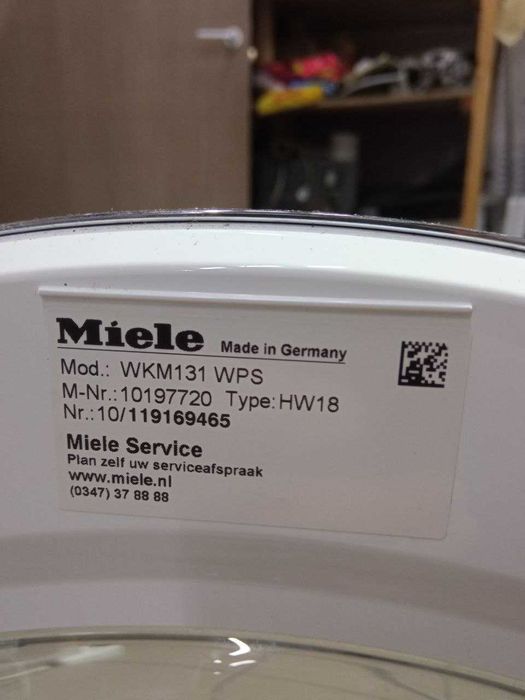 Miele Made in Germany
Mod.: WKM131 WPS
M-Nr.:10197720 Type:HW18
Nr.:10/119169465
Miele Service
Plan zelf uw serviceafspraak
www.miele.nl
(0347) 37 88 88